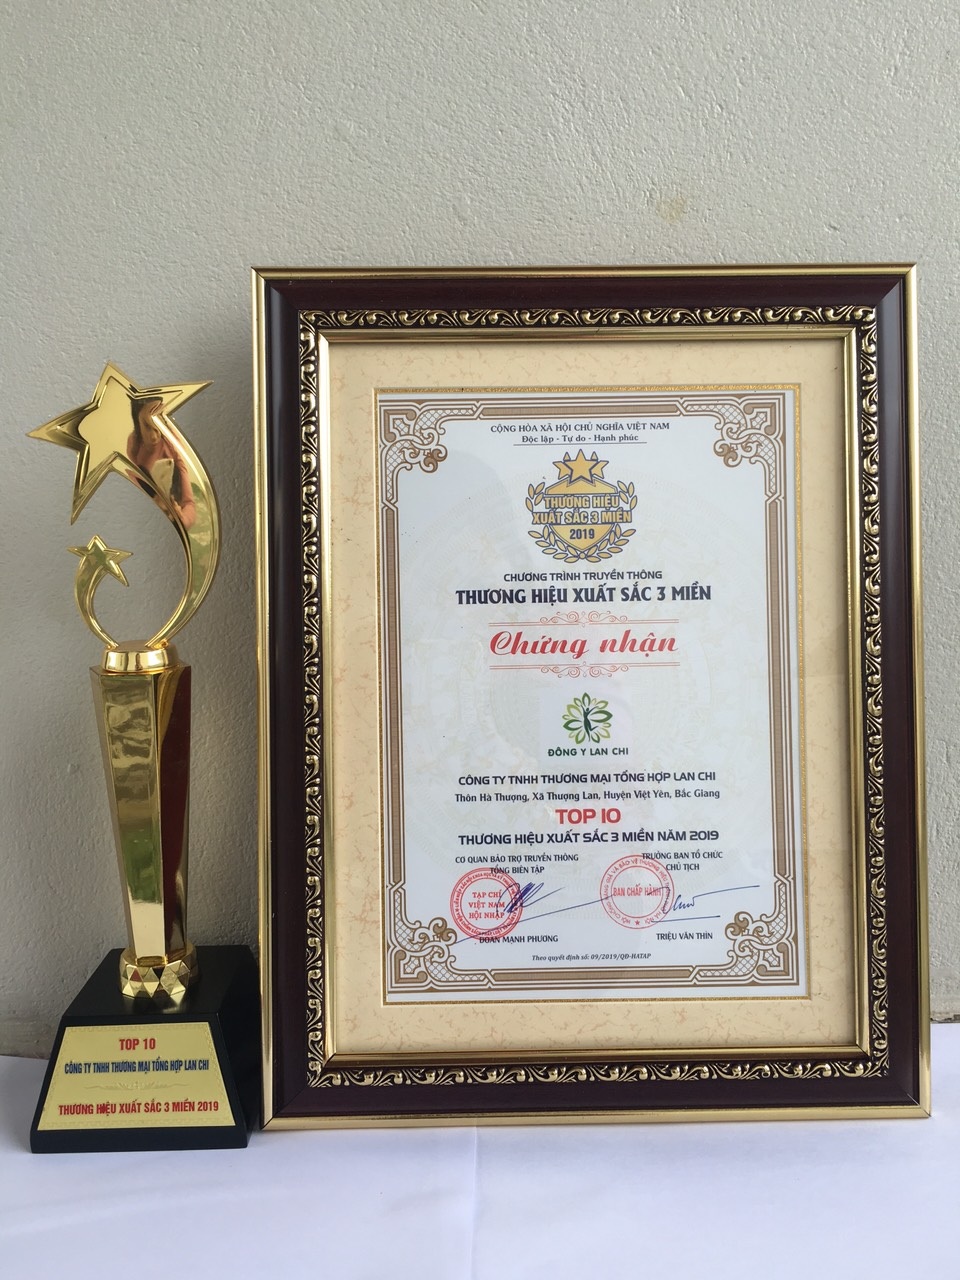 CỘNG HÒA XÃ HỘI CHỦ NGHĨA VIỆT NAM
Độc lập - Tự do - Hạnh phúc
THƯƠNG HIỆU
XUẤT SẮC 3 MIỀN
2019
CHƯƠNG TRÌNH TRUYỀN THÔNG
THƯƠNG HIỆU XUẤT SẮC 3 MIỀN
Chứng nhận
ĐÔNG Y LAN CHI
CÔNG TY TNHH THƯƠNG MẠI TỔNG HỢP LAN CHI
Thôn Hà Thượng, Xã Thượng Lan, Huyện Việt Yên, Bắc Giang
TOP 10
THƯƠNG HIỆU XUẤT SẮC 3 MIỀN NĂM 2019
CƠ QUAN BẢO TRỢ TRUYỀN THÔNG
TỔNG BIÊN TẬP
TẠP CHÍ
VIỆT NAM
HỘI NHẬP
ĐOÀN MẠNH PHƯƠNG
TRƯỞNG BAN TỔ CHỨC
CHỦ TỊCH
BAN CHẤP HÀNH
TRIỆU VĂN THÌN
Theo quyết định số: 09/2019/QĐ-HATAP
TOP 10
CÔNG TY TNHH THƯƠNG MẠI TỔNG HỢP LAN CHI
THƯƠNG HIỆU XUẤT SẮC 3 MIỀN 2019